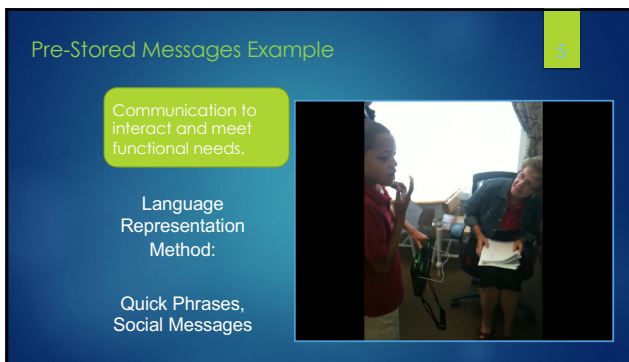 Pre-Stored Messages Example
5
Communication to
interact and meet
functional needs.
Language
Representation
Method:
Quick Phrases,
Social Messages